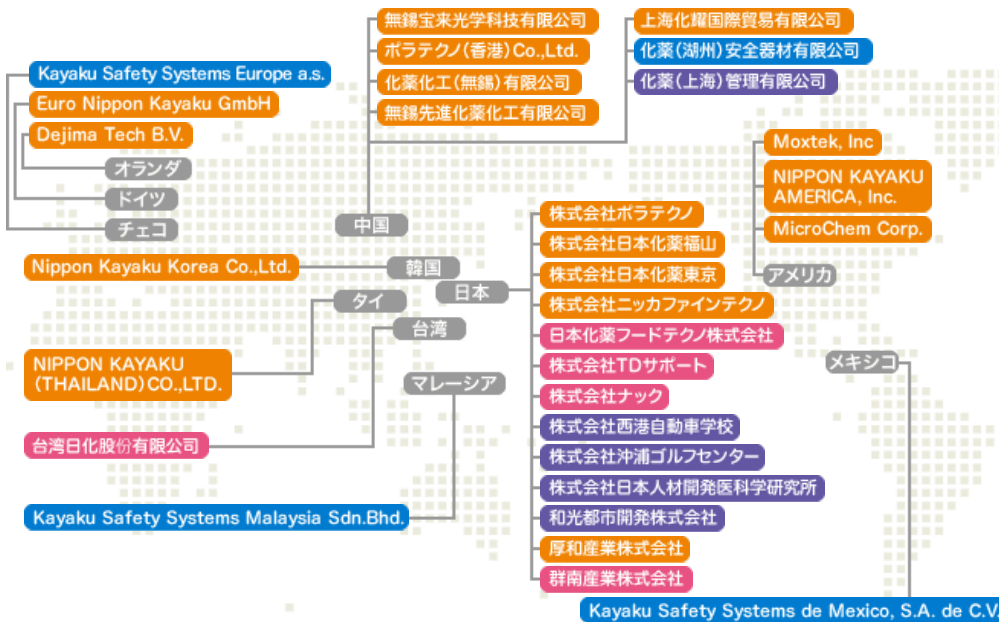 無錫宝来光学科技有限公司
ポラテクノ(香港)Co.,Ltd.
化薬化工(無錫)有限公司
無錫先進化薬化工有限公司
上海化耀国際貿易有限公司
化薬(湖州)安全器材有限公司
化薬(上海)管理有限公司
Kayaku Safety Systems Europe a.s.
Euro Nippon Kayaku GmbH
Dejima Tech B.V.
オランダ
ドイツ
チェコ
中国
Moxtek, Inc
NIPPON KAYAKU
AMERICA, Inc.
MicroChem Corp.
アメリカ
Nippon Kayaku Korea Co.,Ltd.
韓国
日本
タイ
台湾
マレーシア
NIPPON KAYAKU
(THAILAND)CO.,LTD.
台湾日化股份有限公司
Kayaku Safety Systems Malaysia Sdn.Bhd.
株式会社ポラテクノ
株式会社日本化薬福山
株式会社日本化薬東京
株式会社ニッカファインテクノ
日本化薬フードテクノ株式会社
株式会社TDサポート
株式会社ナック
株式会社西港自動車学校
株式会社沖浦ゴルフセンター
株式会社日本人材開発医科学研究所
和光都市開発株式会社
厚和産業株式会社
群南産業株式会社
メキシコ
Kayaku Safety Systems de Mexico, S.A. de C.V.